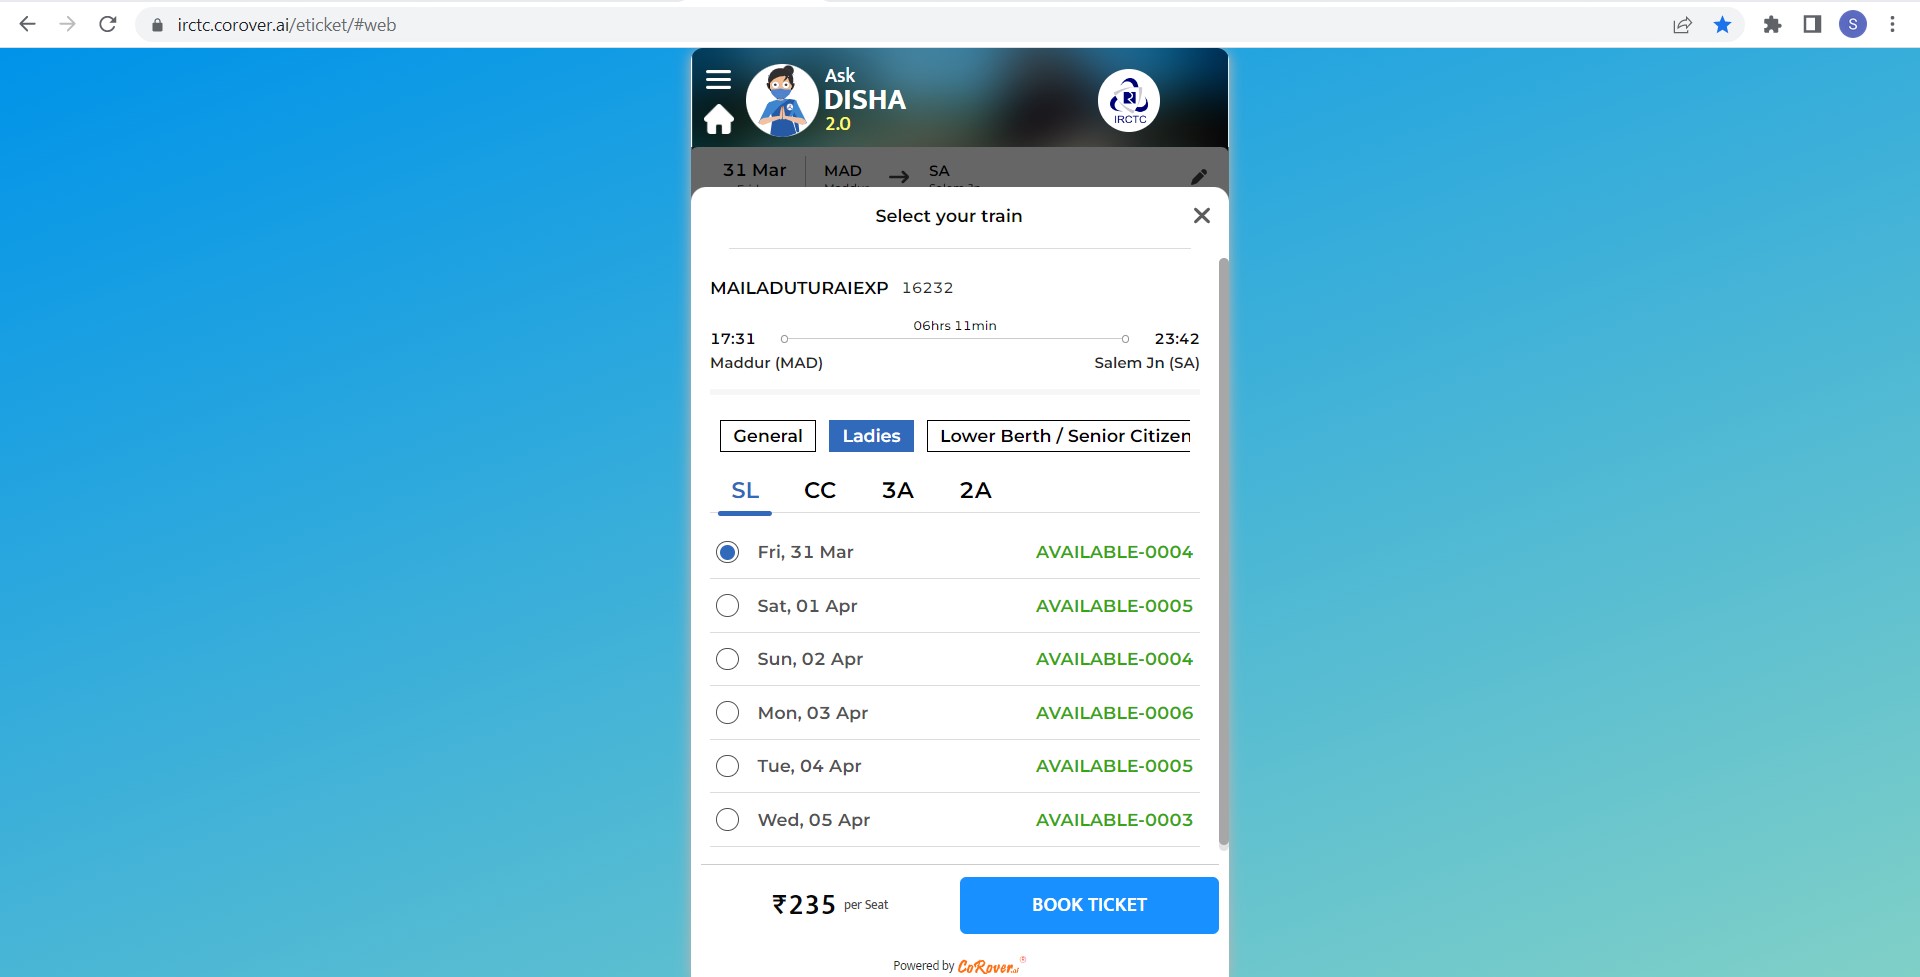 irctc.corover.ai/eticket/#web
S
Ask
DISHA
2.0
IRCTC
31 Mar
MAD
SA
Select your train
MAILADUTURAIEXP 16232
06hrs 11min
17:31
23:42
Maddur (MAD)
Salem Jn (SA)
General
Ladies
Lower Berth / Senior Citizen
SL
CC
3A
2A
Fri, 31 Mar
AVAILABLE-0004
Sat, 01 Apr
AVAILABLE-0005
Sun, 02 Apr
AVAILABLE-0004
Mon, 03 Apr
AVAILABLE-0006
Tue, 04 Apr
AVAILABLE-0005
Wed, 05 Apr
AVAILABLE-0003
₹235 per Seat
BOOK TICKET
Powered by CoRover.ai®